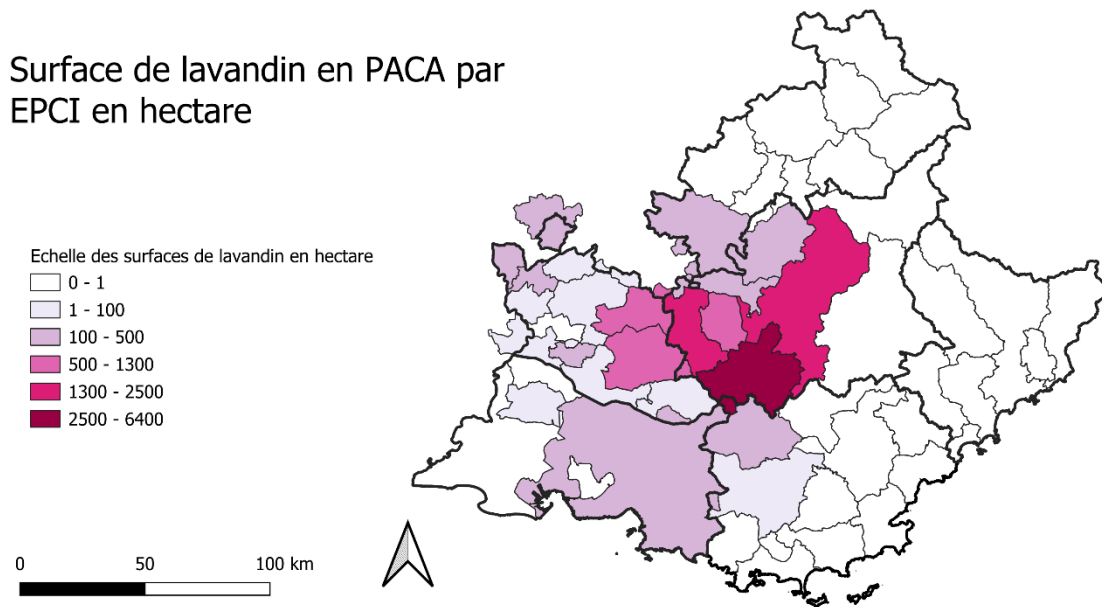 Surface de lavandin en PACA par
EPCI en hectare
Echelle des surfaces de lavandin en hectare
0 - 1
1 - 100
100 - 500
500 - 1300
1300 - 2500
2500 - 6400
0 50 100 km